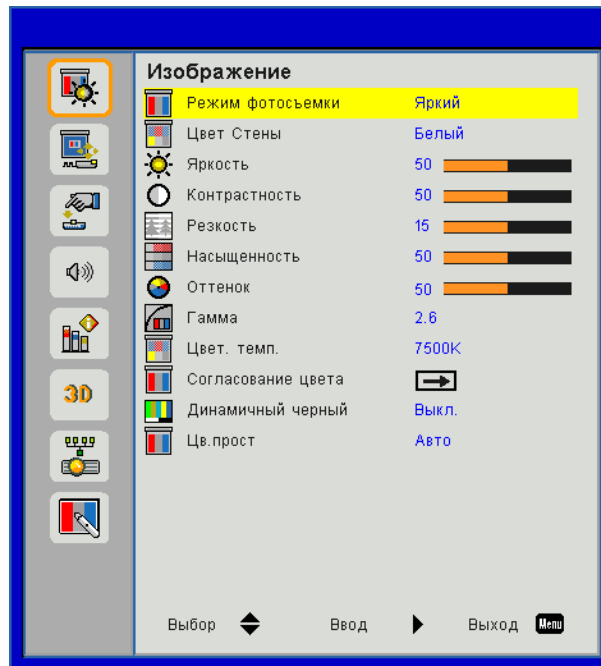 Изображение
Режим фотосъемки Яркий
Цвет Стены Белый
Яркость 50
Контрастность 50
Резкость 15
Насыщенность 50
Оттенок 50
Гамма 2.6
Цвет. темп. 7500K
3D Согласование цвета
Динамичный черный Выкл.
Цв.прост Авто
Выбор Ввод Выход Menu